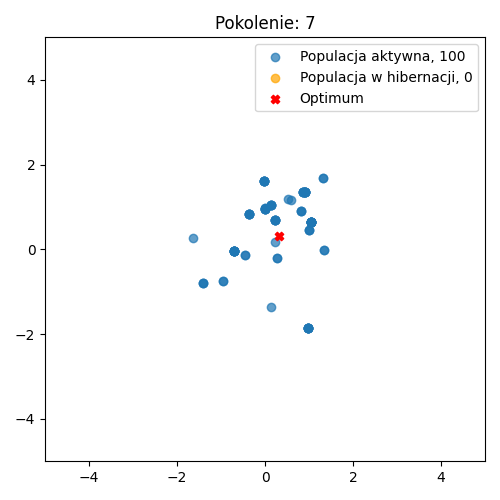 Pokolenie: 7
Populacja aktywna, 100
Populacja w hibernacji, 0
Optimum
4
2
0
−2
−4
−4 −2 0 2 4